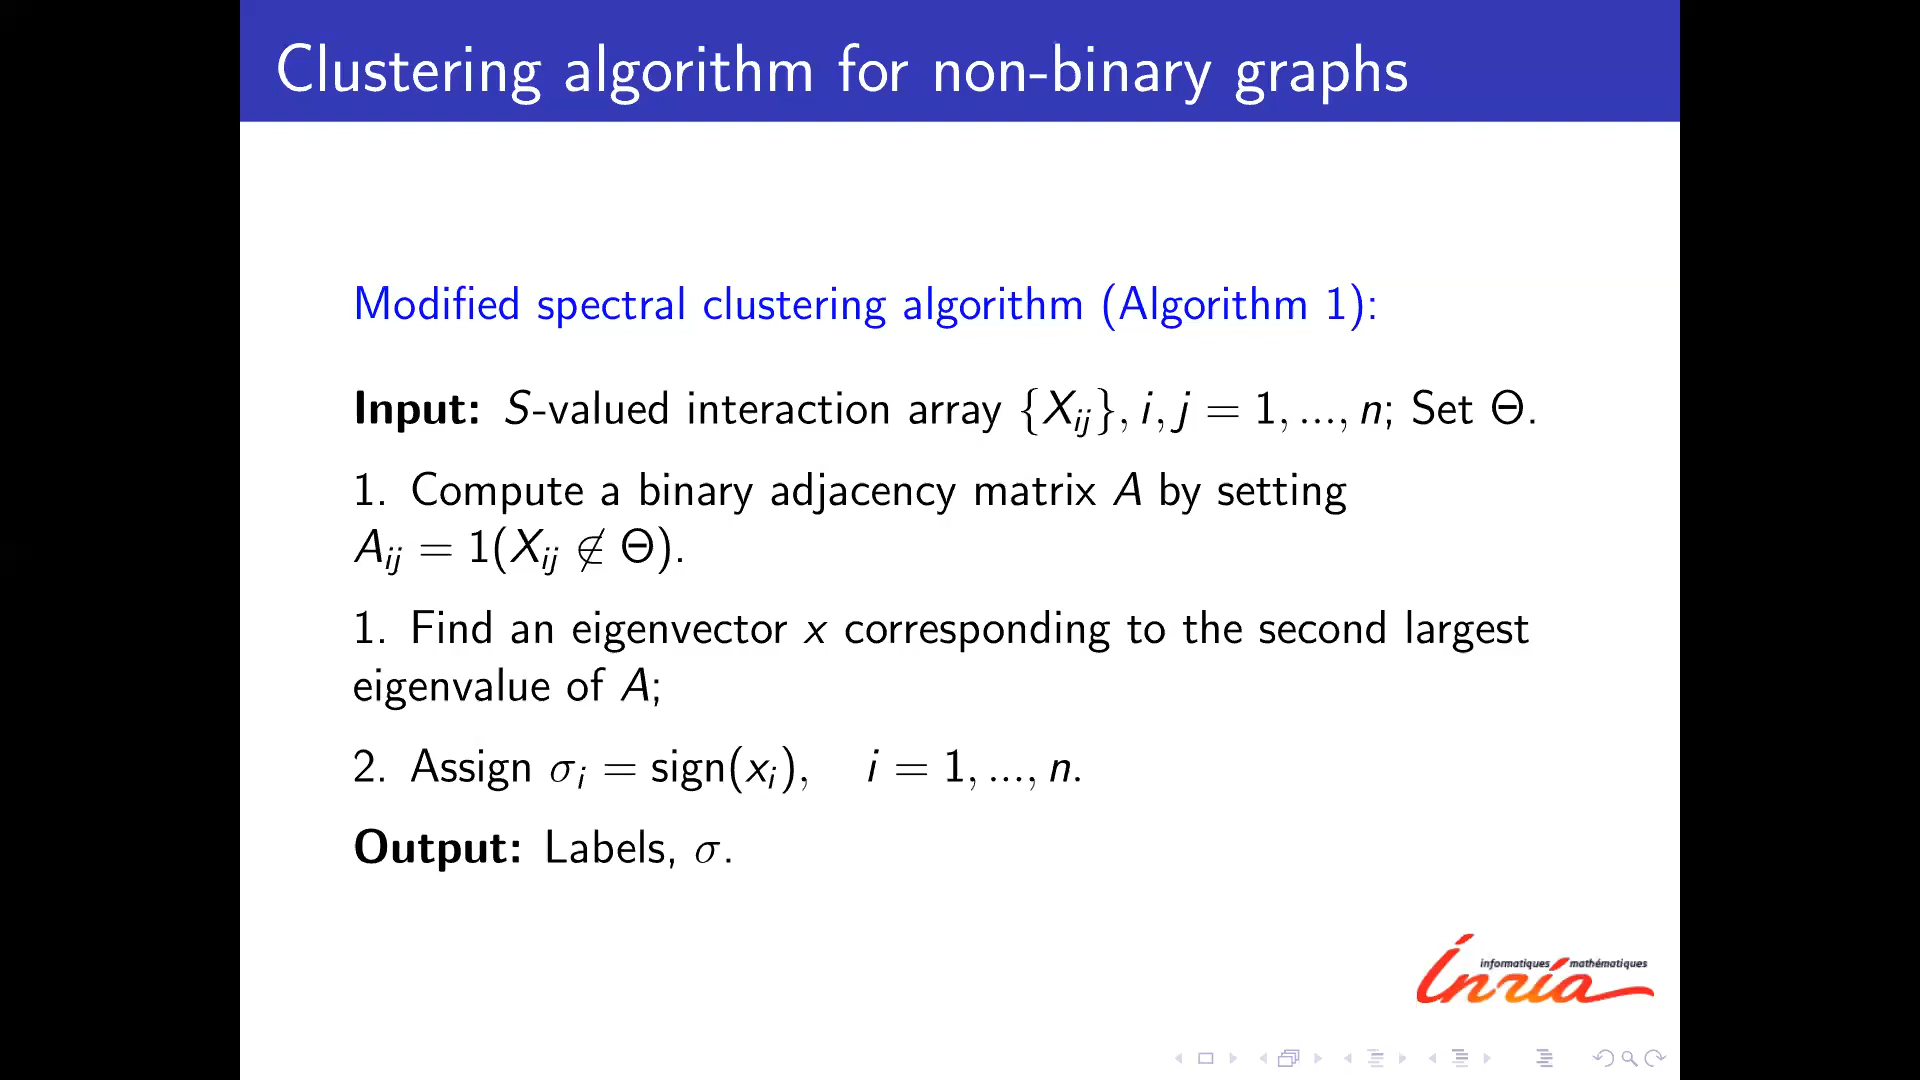 Clustering algorithm for non-binary graphs
Modified spectral clustering algorithm (Algorithm 1):
Input: S-valued interaction array {X_ij}, i, j = 1, ..., n; Set Θ.
1. Compute a binary adjacency matrix A by setting
A_ij = 1(X_ij ∉ Θ).
1. Find an eigenvector x corresponding to the second largest
eigenvalue of A;
2. Assign σ_i = sign(x_i), i = 1, ..., n.
Output: Labels, σ.
informatiques mathématiques
Inria